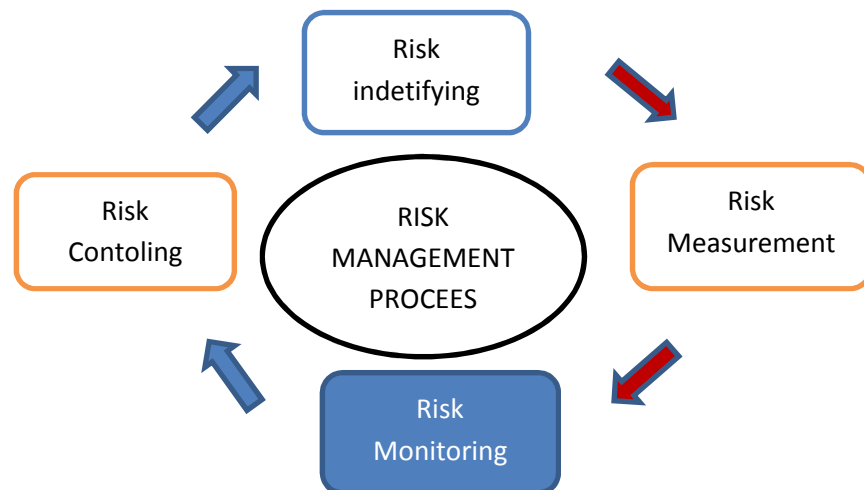 Risk
indetifying
Risk
Measurement
Risk
Contoling
RISK
MANAGEMENT
PROCEES
Risk
Monitoring